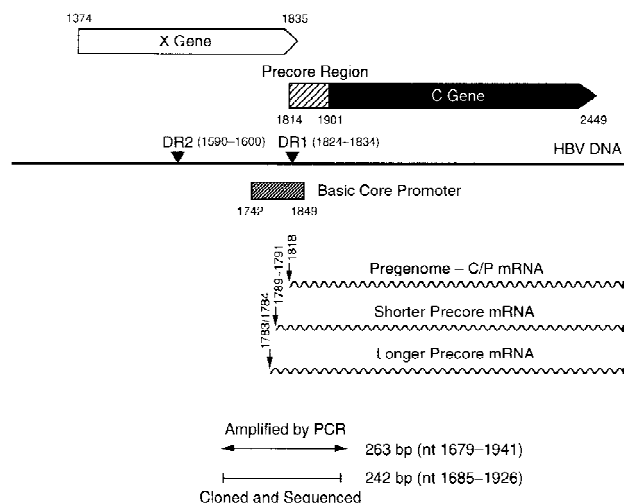 1374
1835
X Gene
Precore Region
C Gene
1814
1901
2449
DR2 (1590–1600)
DR1 (1824–1834)
HBV DNA
Basic Core Promoter
1742
1849
1818
Pregenome – C/P mRNA
1789–1791
Shorter Precore mRNA
1783/1784
Longer Precore mRNA
Amplified by PCR
263 bp (nt 1679–1941)
242 bp (nt 1685–1926)
Cloned and Sequenced